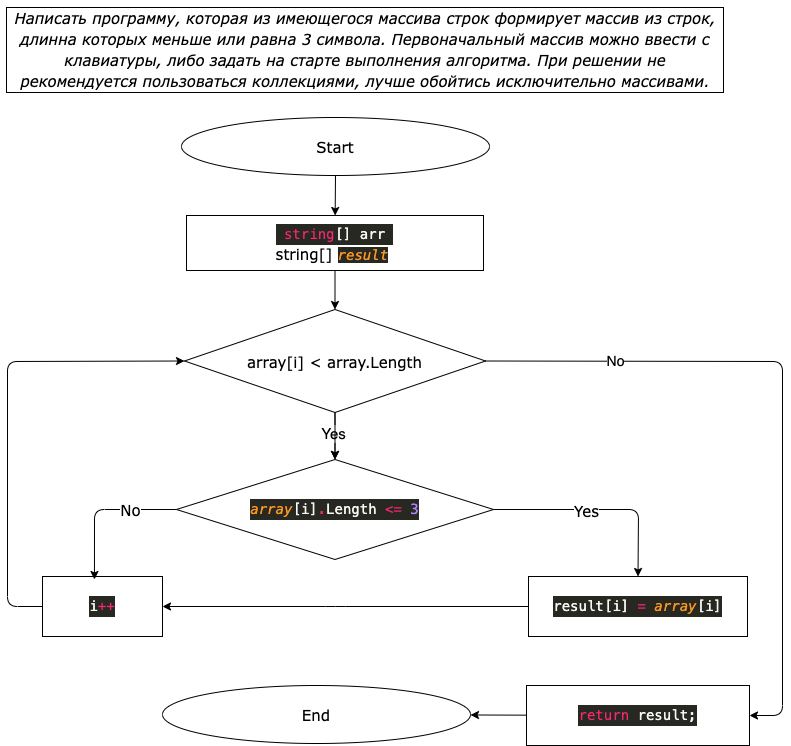 Написать программу, которая из имеющегося массива строк формирует массив из строк,
длинна которых меньше или равна 3 символа. Первоначальный массив можно ввести с
клавиатуры, либо задать на старте выполнения алгоритма. При решении не
рекомендуется пользоваться коллекциями, лучше обойтись исключительно массивами.
Start
string[] arr
string[] result
array[i] < array.Length
No
Yes
array[i].Length <= 3
No
Yes
i++
result[i] = array[i]
End
return result;